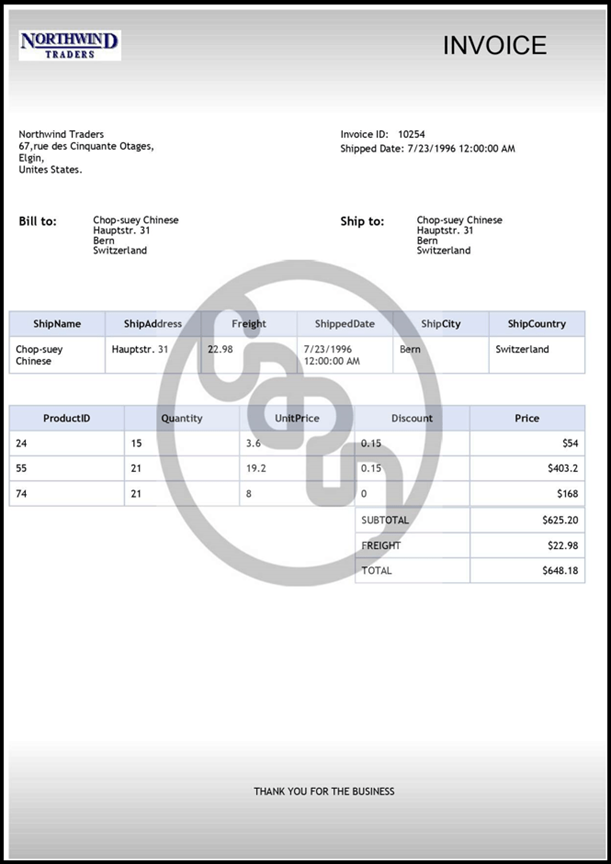 NORTHWIND
TRADERS
INVOICE
Northwind Traders
67,rue des Cinquante Otages,
Elgin,
Unites States.
Invoice ID: 10254
Shipped Date: 7/23/1996 12:00:00 AM
Bill to:
Chop-suey Chinese
Hauptstr. 31
Bern
Switzerland
Ship to:
Chop-suey Chinese
Hauptstr. 31
Bern
Switzerland
ShipName ShipAddress Freight ShippedDate ShipCity ShipCountry
Chop-suey Chinese Hauptstr. 31 22.98 7/23/1996 12:00:00 AM Bern Switzerland
ProductID Quantity UnitPrice Discount Price
24 15 3.6 0.15 $54
55 21 19.2 0.15 $403.2
74 21 8 0 $168
SUBTOTAL $625.20
FREIGHT $22.98
TOTAL $648.18
THANK YOU FOR THE BUSINESS